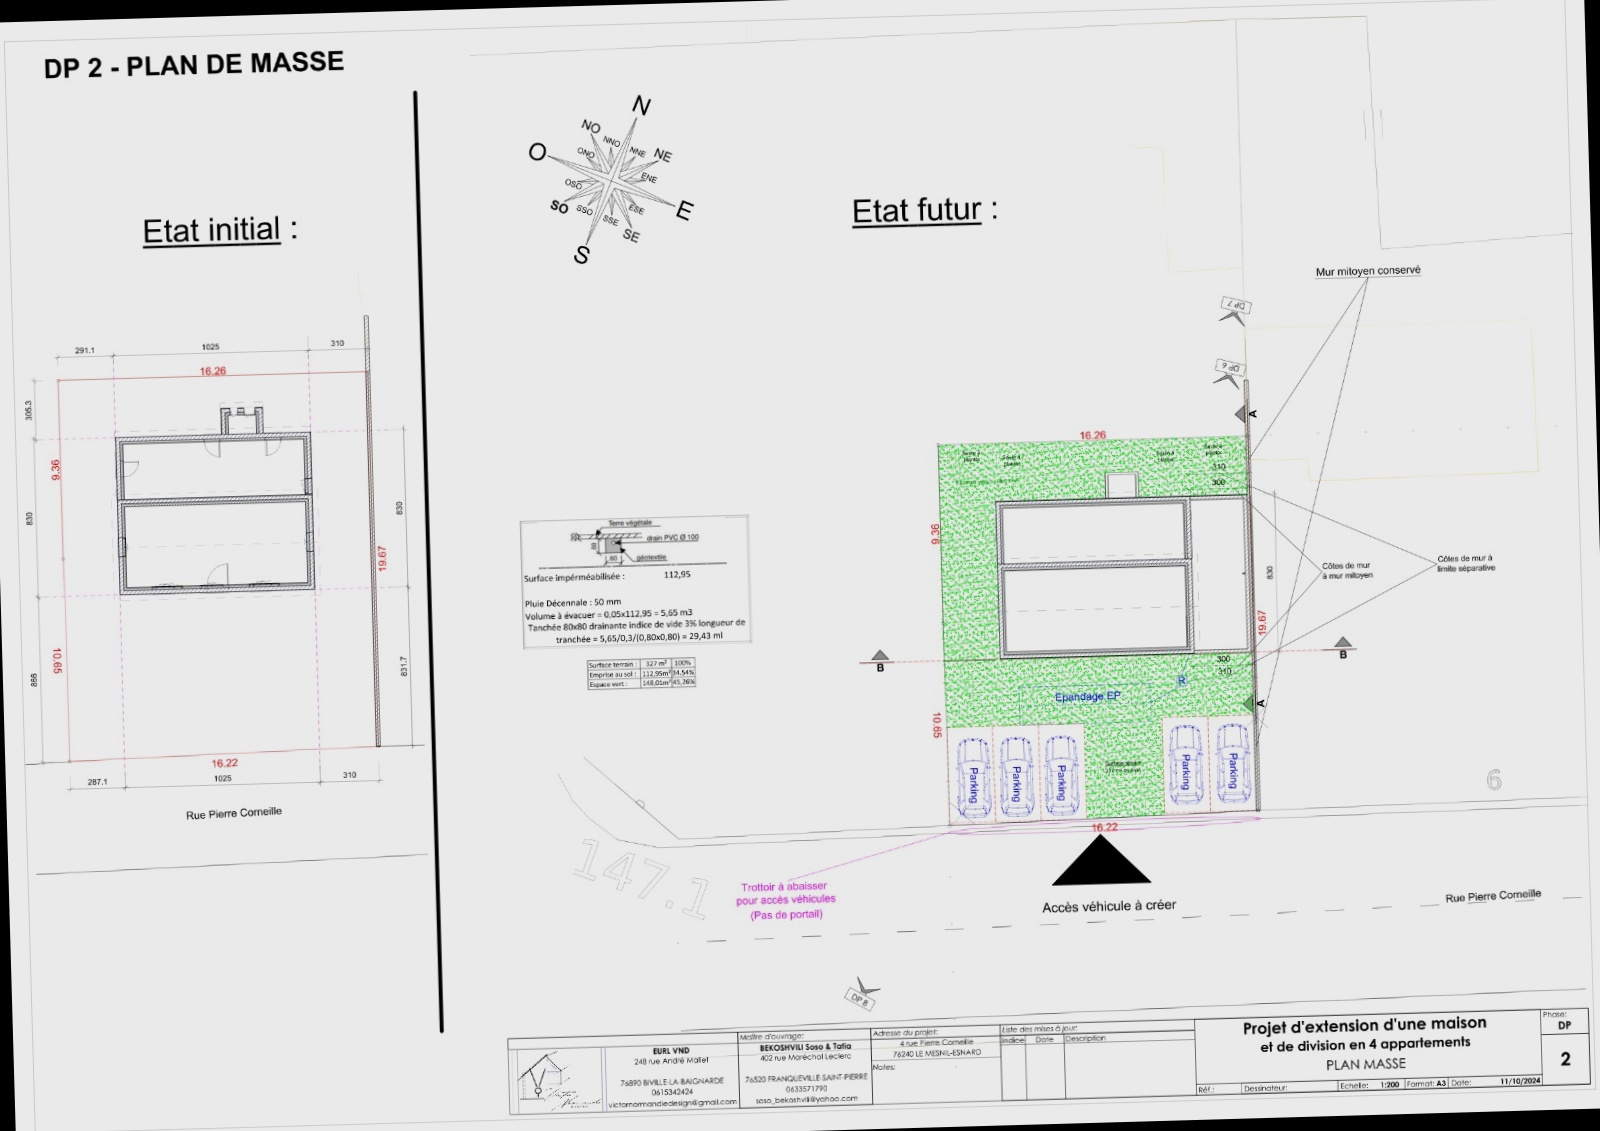 DP 2 - PLAN DE MASSE
N
NO
NNO
NNE
NE
O
ONO
ENE
OSO
SO
SSO
SSE
ESE
SE
E
S
Etat initial :
Etat futur :
Mur mitoyen conservé
DP 7
DP 6
A
291.1
1025
310
16.26
305.3
9.36
830
830
19.67
10.65
888
831.7
16.22
287.1
1025
310
Rue Pierre Corneille
16.26
310
300
9.36
830
Côtes de mur
à mur mitoyen
Côtes de mur à
limite séparative
19.67
B
B
300
310
R
A
Epandage EP
10.65
Parking
Parking
Parking
Parking
Parking
16.22
Terre végétale
drain PVC Ø 100
géotextile
80
Surface impérméabilisée : 112,95
Pluie Décennale : 50 mm
Volume à évacuer = 0,05x112,95 = 5,65 m3
Tanchée 80x80 drainante indice de vide 3% longueur de
tranchée = 5,65/0,3/(0,80x0,80) = 29,43 ml
Surface terrain : 327 m² 100%
Emprise au sol : 112,95m² 34,54%
Espace vert : 148,01m² 45,26%
6
147.1
Trottoir à abaisser
pour accès véhicules
(Pas de portail)
Accès véhicule à créer
Rue Pierre Corneille
DP 8
EURL VND
248 rue André Mallet
76890 BIVILLE-LA-BAIGNARDE
0615342424
victornormandiedesign@gmail.com
Maître d'ouvrage:
BEKOSHVILI Soso & Tatia
402 rue Maréchal Leclerc
76520 FRANQUEVILLE-SAINT-PIERRE
0633571790
soso_bekoshvili@yahoo.com
Adresse du projet:
4 rue Pierre Corneille
76240 LE MESNIL-ESNARD
Notes:
Liste des mises à jour:
Indice Date Description
Projet d'extension d'une maison
et de division en 4 appartements
PLAN MASSE
Réf.: Dessinateur: Echelle: 1:200 Format: A3 Date: 11/10/2024
Phase:
DP
2